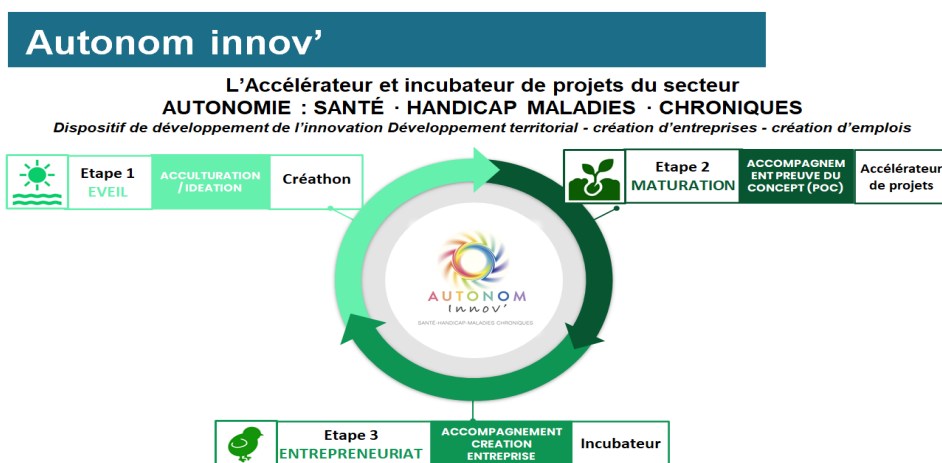 Autonom innov'
L'Accélérateur et incubateur de projets du secteur
AUTONOMIE : SANTÉ · HANDICAP MALADIES · CHRONIQUES
Dispositif de développement de l'innovation Développement territorial - création d'entreprises - création d'emplois
Etape 1
EVEIL
ACCULTURATION
/ IDEATION
Créathon
Etape 2
MATURATION
ACCOMPAGNEM
ENT PREUVE DU
CONCEPT (POC)
Accélérateur
de projets
AUTONOM
Innov'
SANTÉ·HANDICAP·MALADIES CHRONIQUES
Etape 3
ENTREPRENEURIAT
ACCOMPAGNEMENT
CREATION
ENTREPRISE
Incubateur